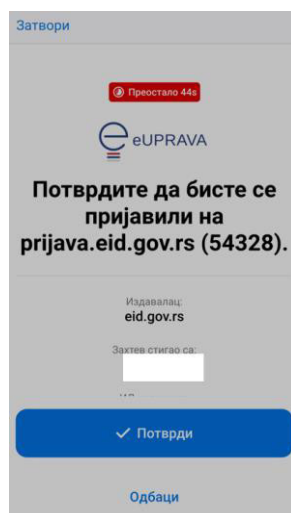 Затвори
Преостало 44s
eUPRAVA
Потврдите да бисте се
пријавили на
prijava.eid.gov.rs (54328).
Издавалац:
eid.gov.rs
Захтев стигао са:
Потврди
Одбаци